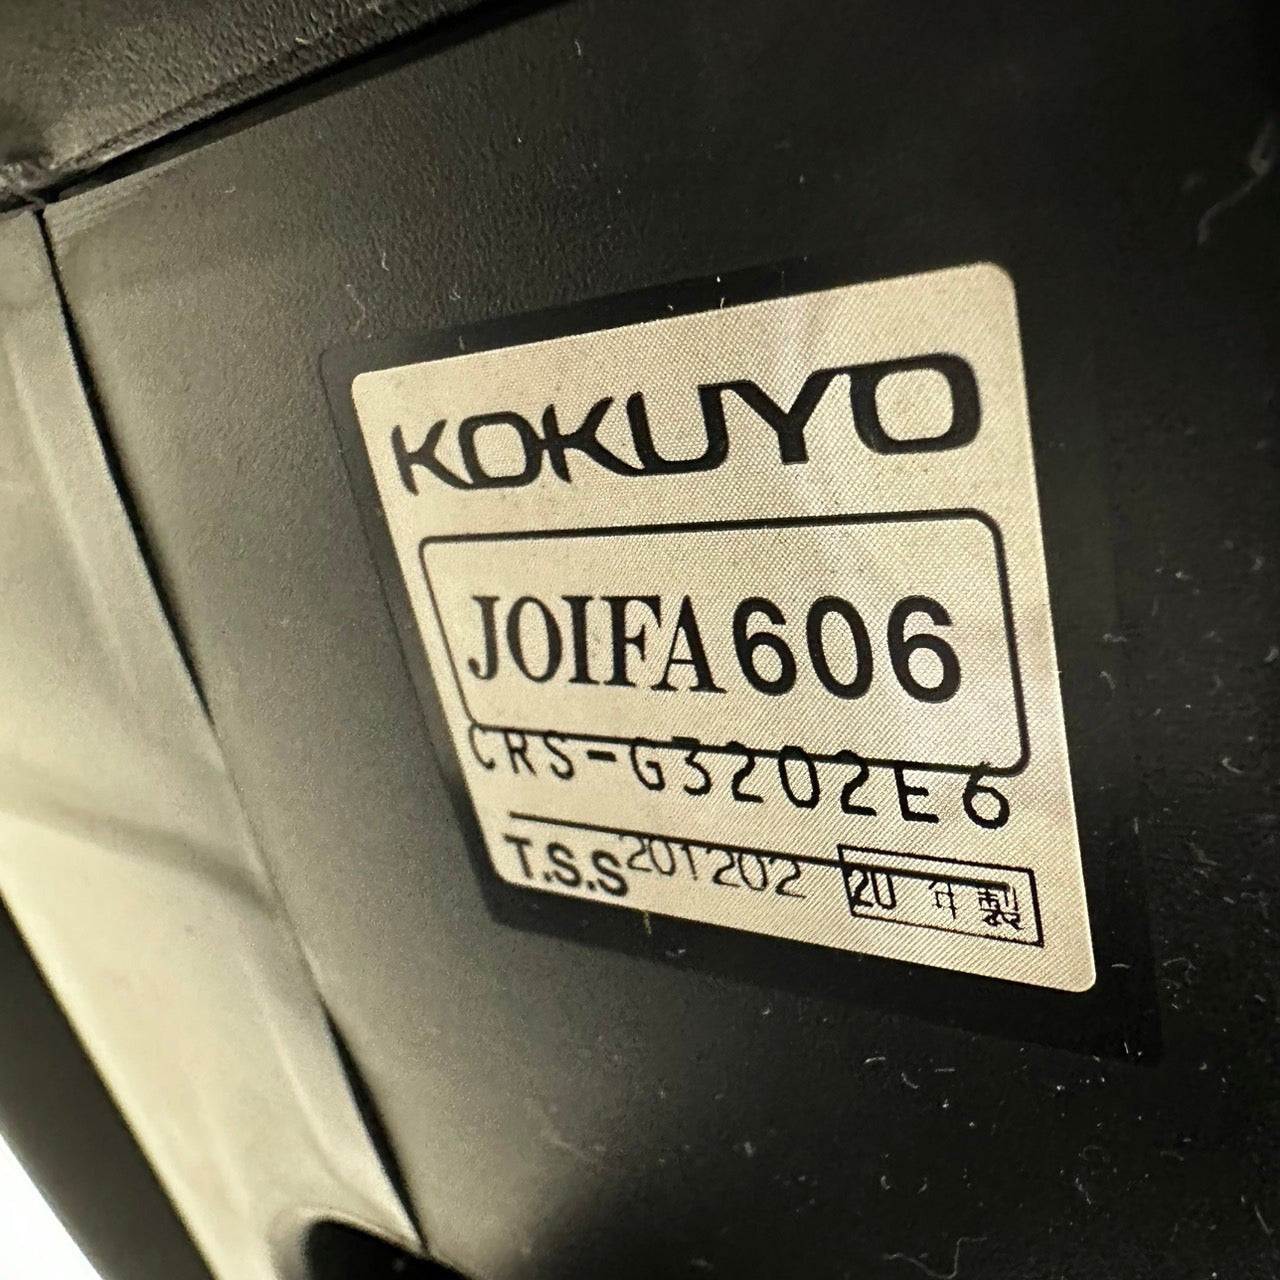 KOKUYO
JOIFA606
CRS-G3202E6
T.S.S 201202 20 年製